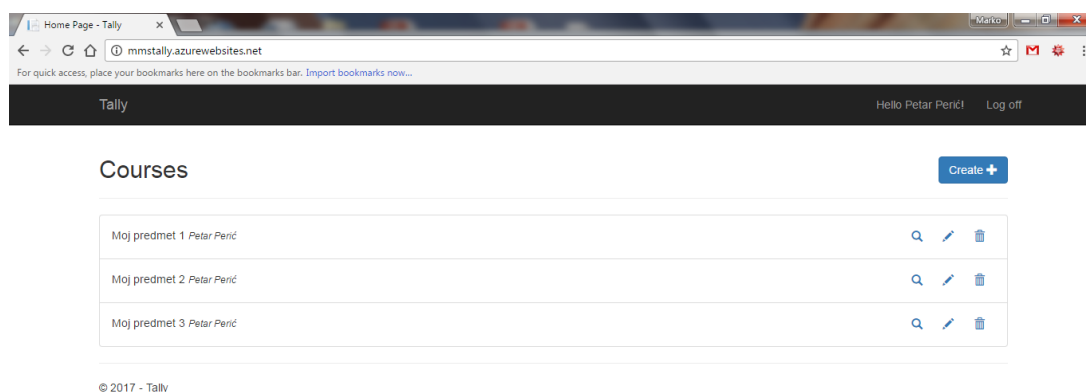 Home Page - Tally
Marko
mmstally.azurewebsites.net
For quick access, place your bookmarks here on the bookmarks bar. Import bookmarks now...
Tally Hello Petar Perić! Log off
Courses Create
Moj predmet 1 Petar Perić
Moj predmet 2 Petar Perić
Moj predmet 3 Petar Perić
© 2017 - Tally